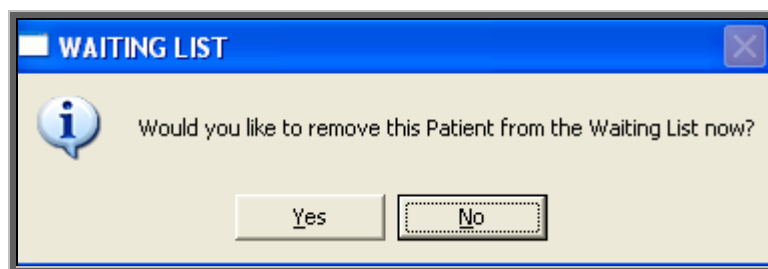 WAITING LIST
Would you like to remove this Patient from the Waiting List now?
Yes No